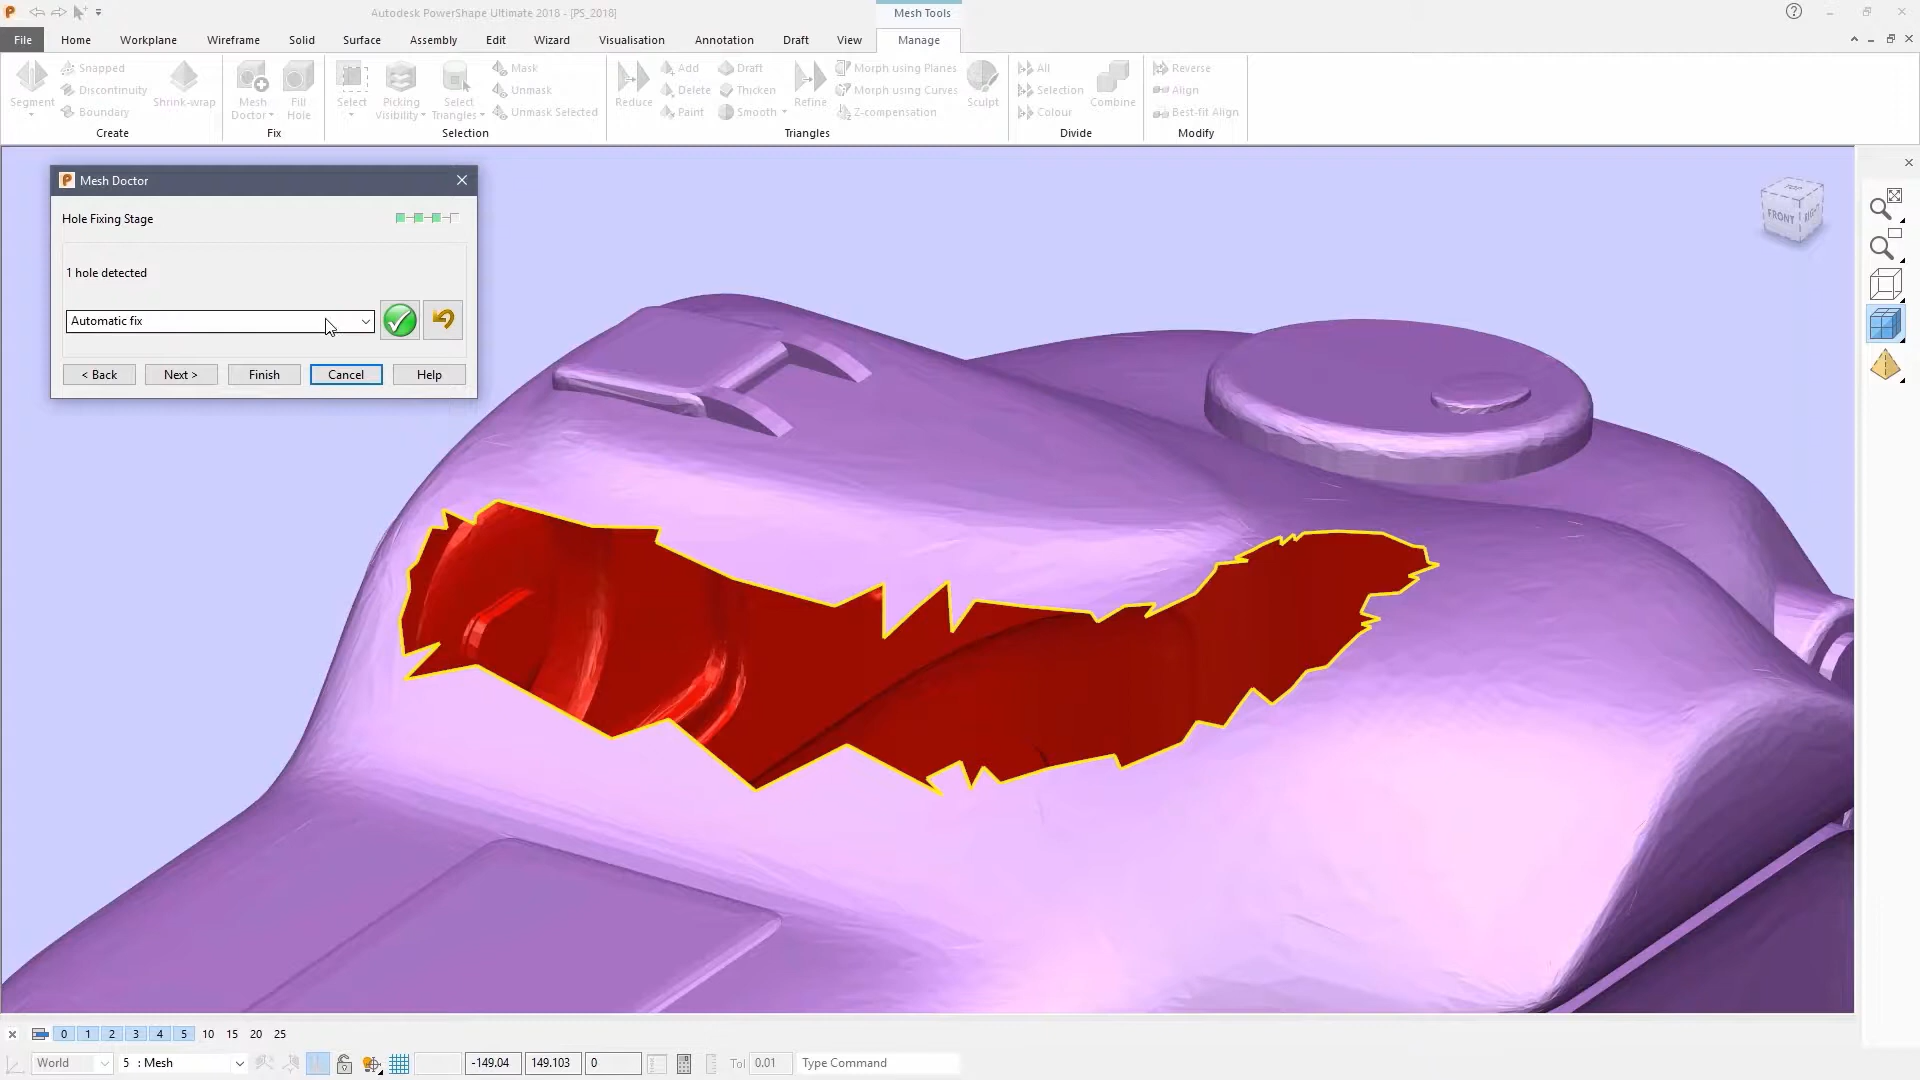 Autodesk PowerShape Ultimate 2018 - [PS_2018]
Mesh Tools
File Home Workplane Wireframe Solid Surface Assembly Edit Wizard Visualisation Annotation Draft View Manage
Segment
Snapped
Discontinuity
Boundary
Shrink-wrap
Create
Mesh
Doctor
Fill
Hole
Fix
Select
Picking
Visibility
Select
Triangles
Mask
Unmask
Unmask Selected
Selection
Reduce
Add
Delete
Paint
Draft
Thicken
Smooth
Refine
Morph using Planes
Morph using Curves
Z-compensation
Sculpt
Triangles
All
Selection
Colour
Combine
Divide
Reverse
Align
Best-fit Align
Modify
Mesh Doctor
Hole Fixing Stage
1 hole detected
Automatic fix
< Back Next > Finish Cancel Help
TOP
FRONT RIGHT
0 1 2 3 4 5 10 15 20 25
World 5 : Mesh -149.04 149.103 0 Tol 0.01 Type Command